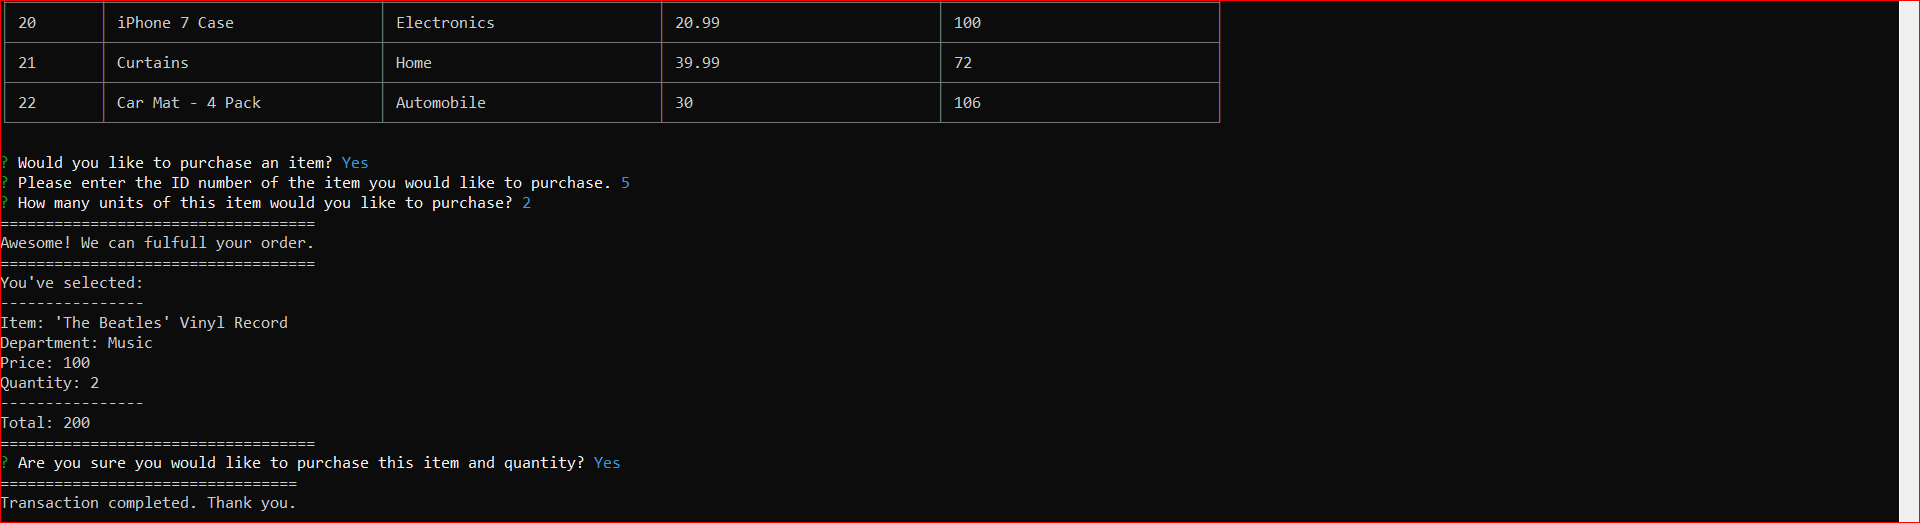 20 iPhone 7 Case Electronics 20.99 100
21 Curtains Home 39.99 72
22 Car Mat - 4 Pack Automobile 30 106
? Would you like to purchase an item? Yes
? Please enter the ID number of the item you would like to purchase. 5
? How many units of this item would you like to purchase? 2
===================================
Awesome! We can fulfull your order.
===================================
You've selected:
----------------
Item: 'The Beatles' Vinyl Record
Department: Music
Price: 100
Quantity: 2
----------------
Total: 200
===================================
? Are you sure you would like to purchase this item and quantity? Yes
=================================
Transaction completed. Thank you.